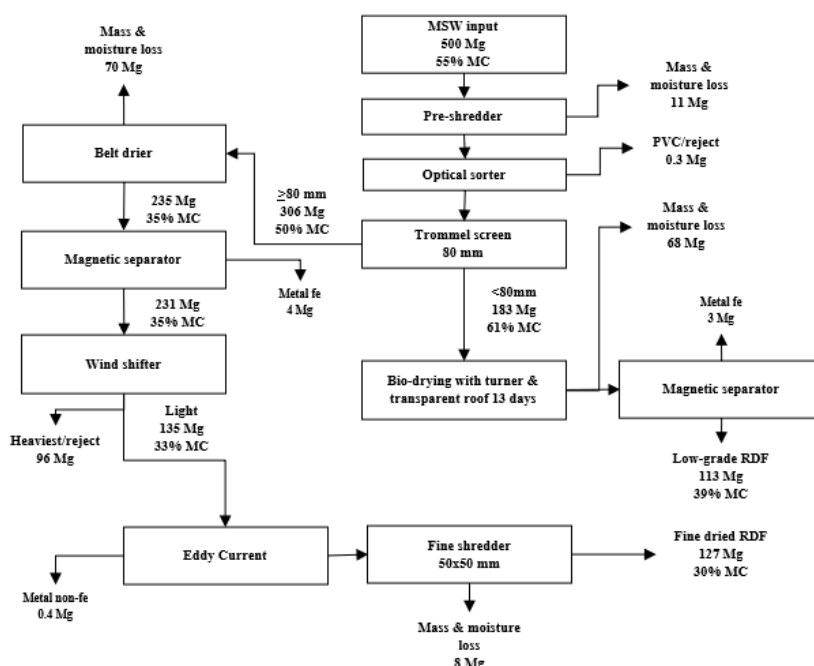 MSW input
500 Mg
55% MC
Mass &
moisture loss
70 Mg
Mass &
moisture loss
11 Mg
Pre-shredder
PVC/reject
0.3 Mg
Belt drier
Optical sorter
≥80 mm
306 Mg
50% MC
Mass &
moisture loss
68 Mg
235 Mg
35% MC
Trommel screen
80 mm
Magnetic separator
Metal fe
4 Mg
<80mm
183 Mg
61% MC
Metal fe
3 Mg
231 Mg
35% MC
Wind shifter
Bio-drying with turner &
transparent roof 13 days
Magnetic separator
Light
135 Mg
33% MC
Heaviest/reject
96 Mg
Low-grade RDF
113 Mg
39% MC
Eddy Current
Fine shredder
50x50 mm
Fine dried RDF
127 Mg
30% MC
Metal non-fe
0.4 Mg
Mass & moisture
loss
8 Mg